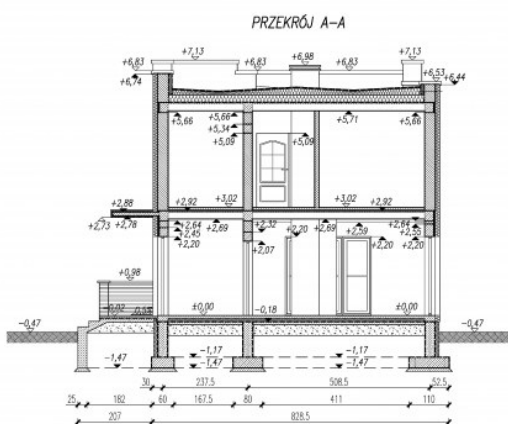 PRZEKRÓJ A-A
+7,13 +6,98 +7,13
+6,83 +6,83 +6,83
+6,74 +6,53 +6,44
+5,66 +5,66 +5,71 +5,66
+5,34
+5,09 +5,09
+3,02 +3,02
+2,88 +2,92 +2,92
+2,73 +2,78 +2,64 +2,69 +2,32 +2,20 +2,69 +2,59 +2,64
+2,45 +2,55
+2,20 +2,07 +2,20 +2,20
+0,98
-0,02 ±0,00 -0,18 ±0,00
-0,47 -0,47
-1,17 -1,17
-1,47 -1,47 -1,47
30 237.5 508.5 52.5
25 182 60 167.5 80 411 110
207 828.5